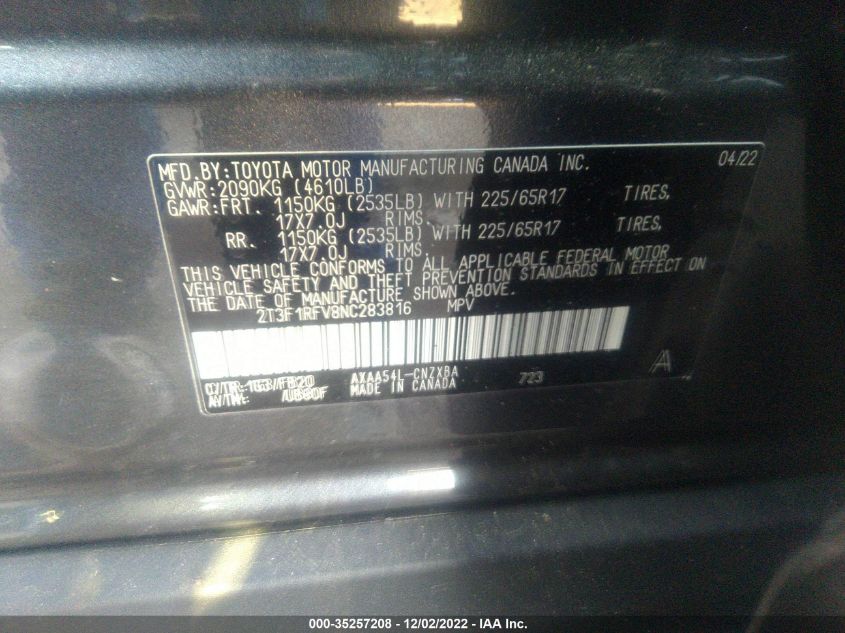 MFD.BY:TOYOTA MOTOR MANUFACTURING CANADA INC. 04/22
GVWR:2090KG (4610LB)
GAWR:FRT. 1150KG (2535LB) WITH 225/65R17 TIRES,
17X7.0J RIMS
RR. 1150KG (2535LB) WITH 225/65R17 TIRES,
17X7.0J RIMS
THIS VEHICLE CONFORMS TO ALL APPLICABLE FEDERAL MOTOR
VEHICLE SAFETY AND THEFT PREVENTION STANDARDS IN EFFECT ON
THE DATE OF MANUFACTURE SHOWN ABOVE.
2T3F1RFV8NC283816 MPV
C/TR:1G3/FB20 AXAA54L-CNZXBA 723 A
MADE IN CANADA
000-35257208 - 12/02/2022 - IAA Inc.